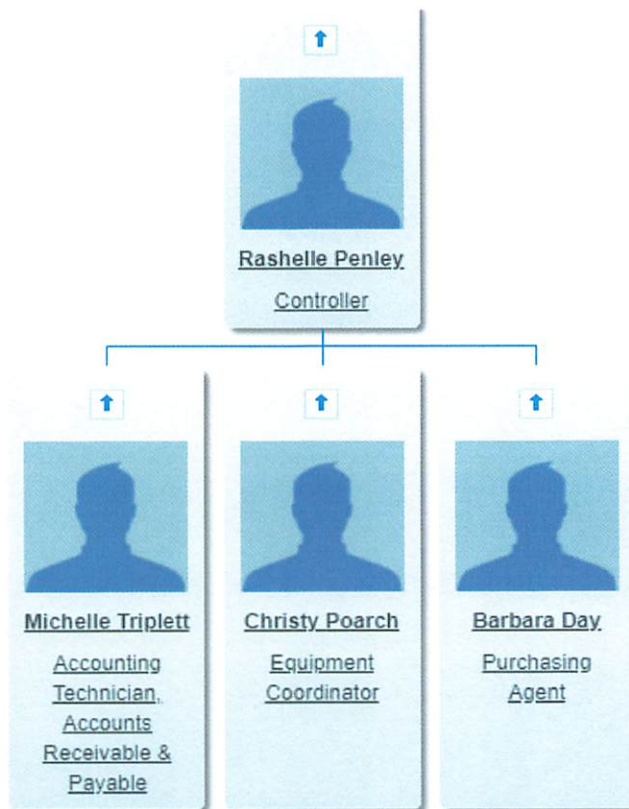 Rashelle Penley
Controller
Michelle Triplett
Accounting
Technician,
Accounts
Receivable &
Payable
Christy Poarch
Equipment
Coordinator
Barbara Day
Purchasing
Agent